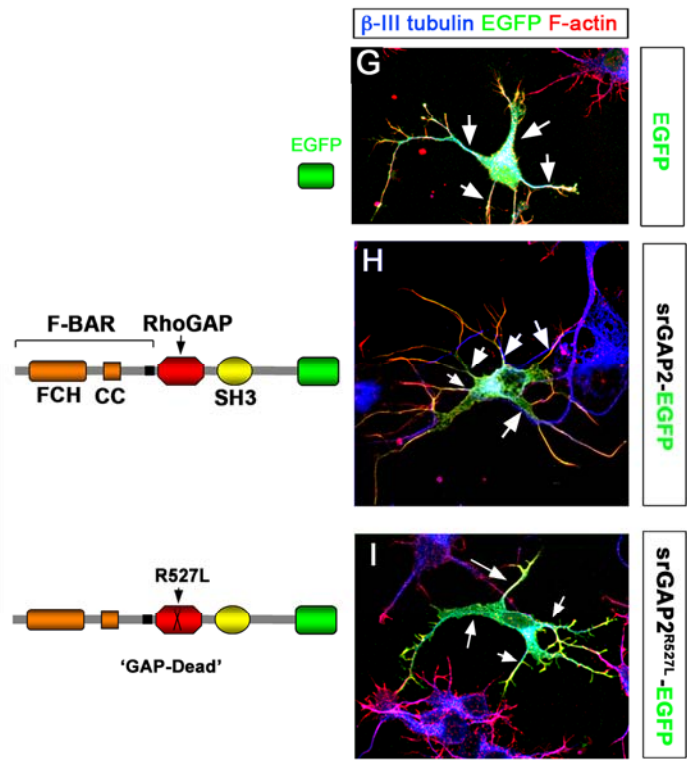 β-III tubulin EGFP F-actin
G
EGFP
EGFP
H
F-BAR
RhoGAP
FCH
CC
SH3
srGAP2-EGFP
I
R527L
'GAP-Dead'
srGAP2R527L-EGFP